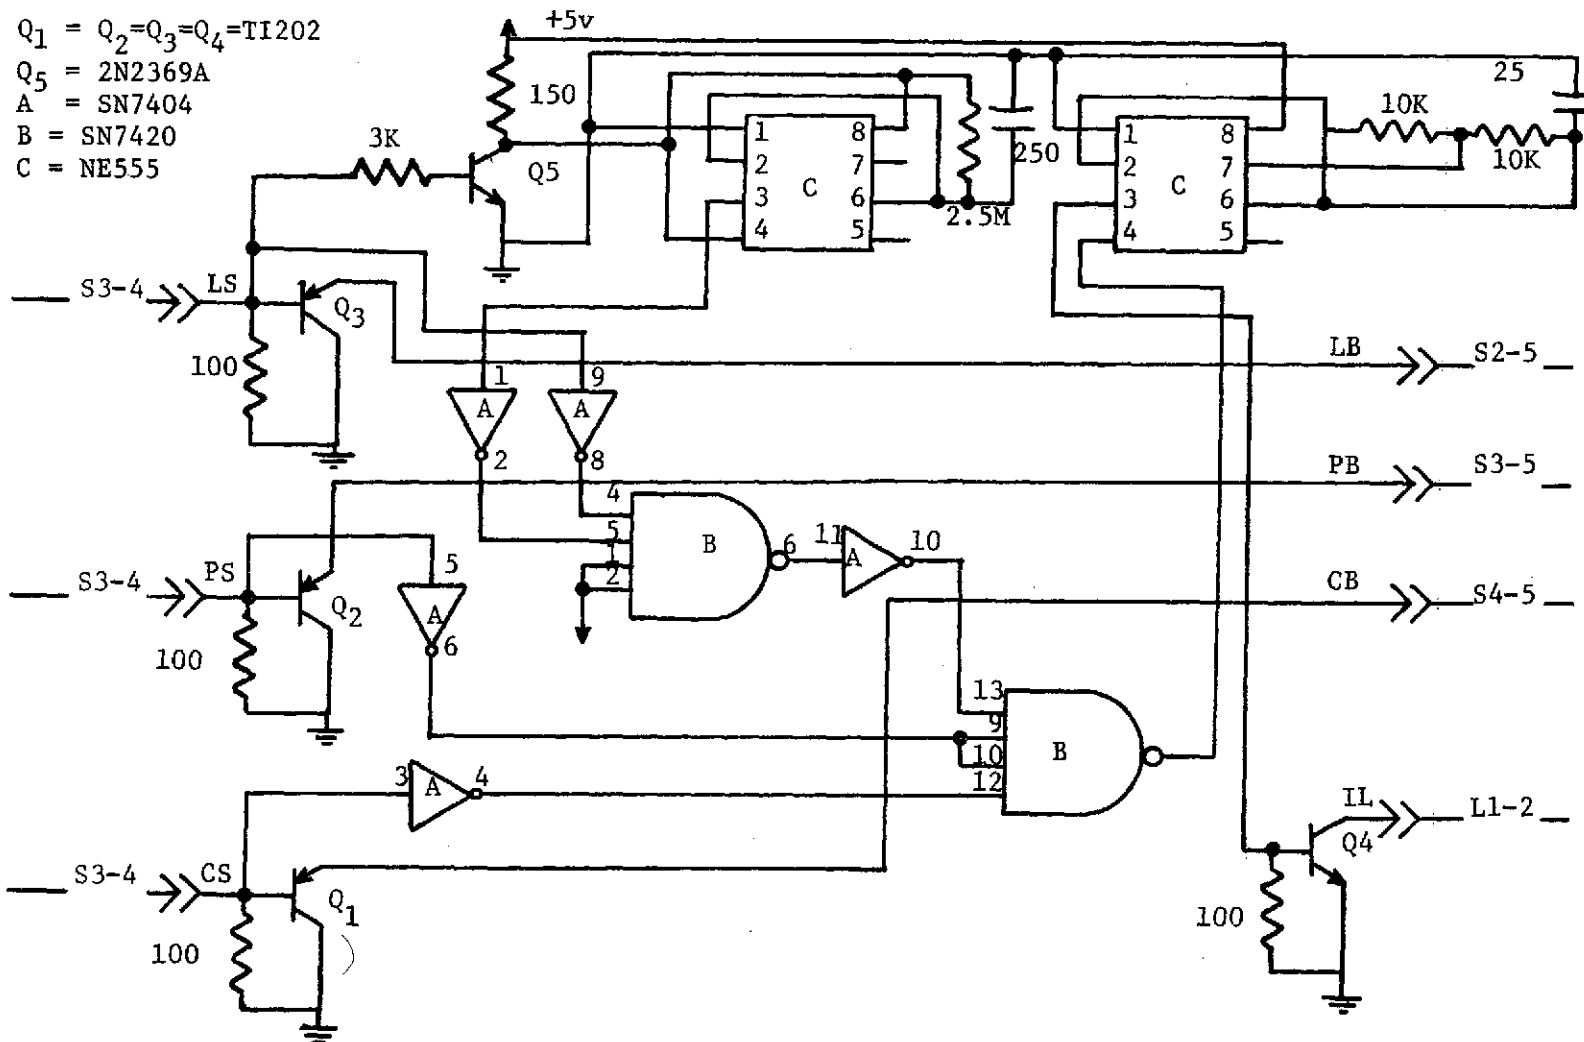 Q1 = Q2=Q3=Q4=TI202
Q5 = 2N2369A
A = SN7404
B = SN7420
C = NE555
+5v
150
3K
Q5
1
2
3
4
8
7
6
5
C
2.5M
250
1
2
3
4
8
7
6
5
C
10K
10K
25
S3-4
LS
Q3
100
1
A
2
9
A
8
LB
S2-5
PB
S3-5
4
5
1
2
B
6
11
A
10
S3-4
PS
Q2
100
5
A
6
CB
S4-5
13
9
10
12
B
3
A
4
S3-4
CS
Q1
100
IL
L1-2
Q4
100